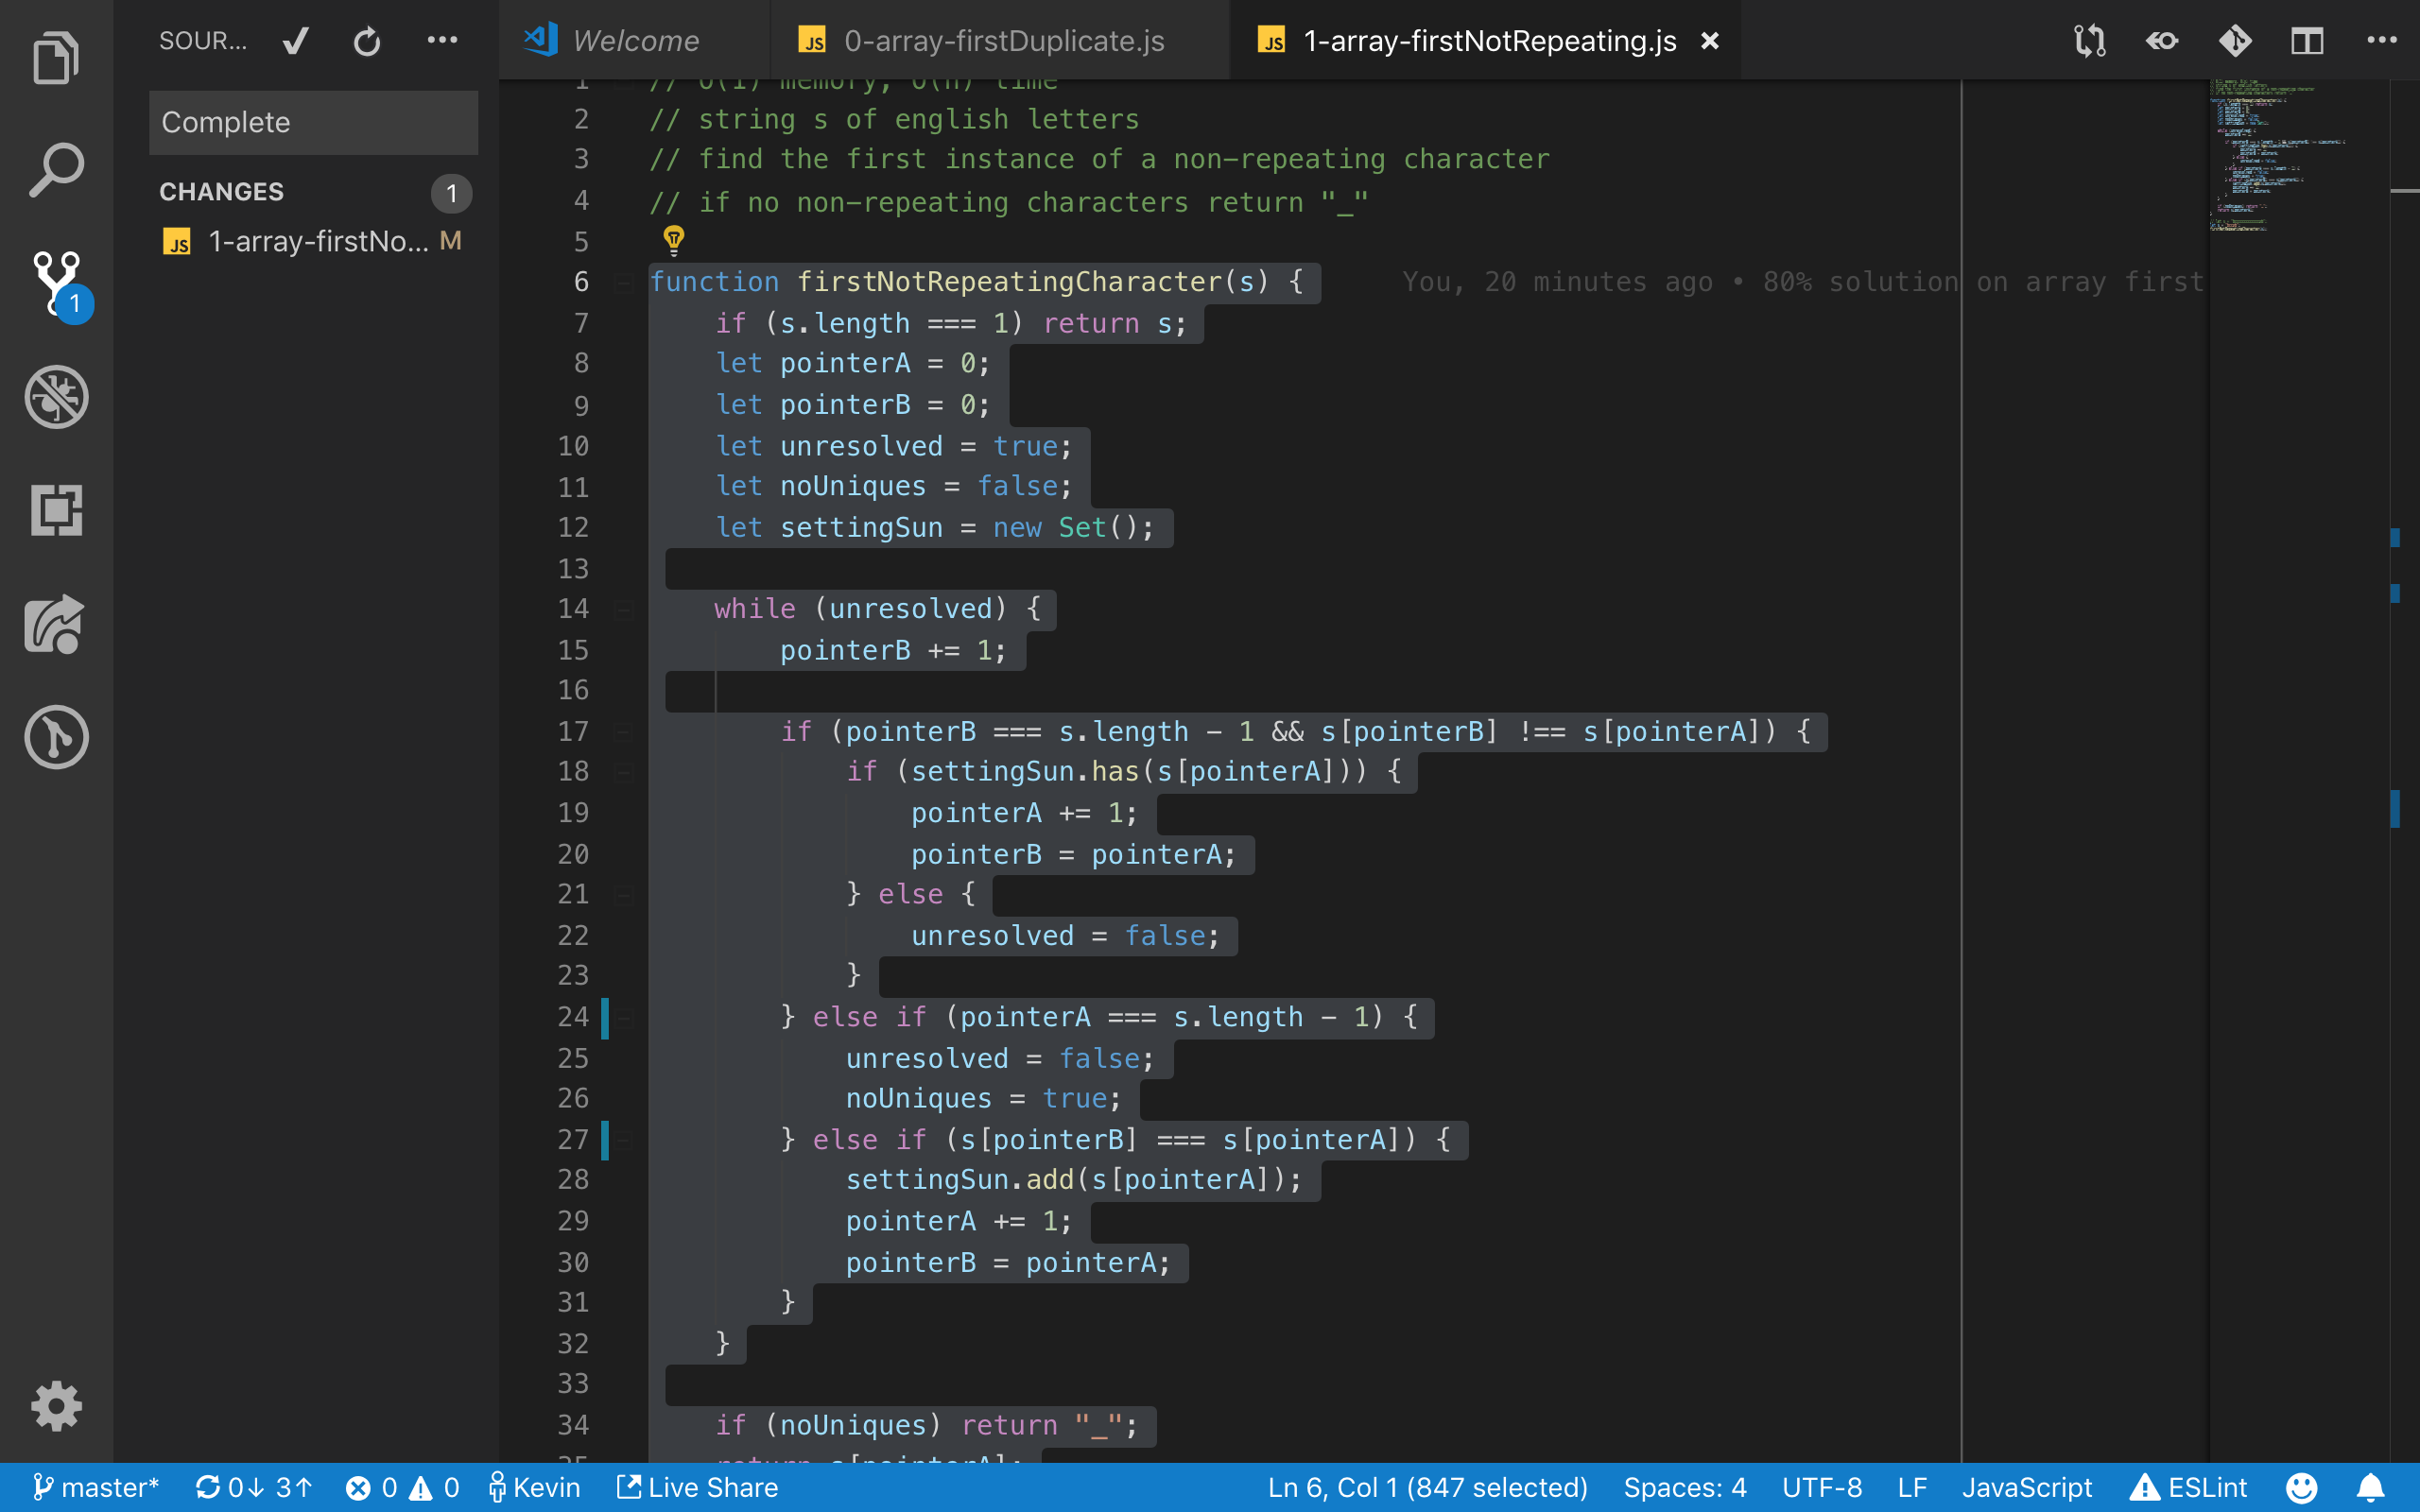 SOUR...
Complete
CHANGES 1
JS 1-array-firstNo... M
1
Welcome
JS 0-array-firstDuplicate.js
JS 1-array-firstNotRepeating.js
1 // O(1) memory, O(n) time
2 // string s of english letters
3 // find the first instance of a non-repeating character
4 // if no non-repeating characters return "_"
5
6 function firstNotRepeatingCharacter(s) { You, 20 minutes ago • 80% solution on array first
7 if (s.length === 1) return s;
8 let pointerA = 0;
9 let pointerB = 0;
10 let unresolved = true;
11 let noUniques = false;
12 let settingSun = new Set();
13
14 while (unresolved) {
15 pointerB += 1;
16
17 if (pointerB === s.length - 1 && s[pointerB] !== s[pointerA]) {
18 if (settingSun.has(s[pointerA])) {
19 pointerA += 1;
20 pointerB = pointerA;
21 } else {
22 unresolved = false;
23 }
24 } else if (pointerA === s.length - 1) {
25 unresolved = false;
26 noUniques = true;
27 } else if (s[pointerB] === s[pointerA]) {
28 settingSun.add(s[pointerA]);
29 pointerA += 1;
30 pointerB = pointerA;
31 }
32 }
33
34 if (noUniques) return "_";
35 return s[pointerA];
master* 0↓ 3↑ 0 0 Kevin Live Share Ln 6, Col 1 (847 selected) Spaces: 4 UTF-8 LF JavaScript ESLint